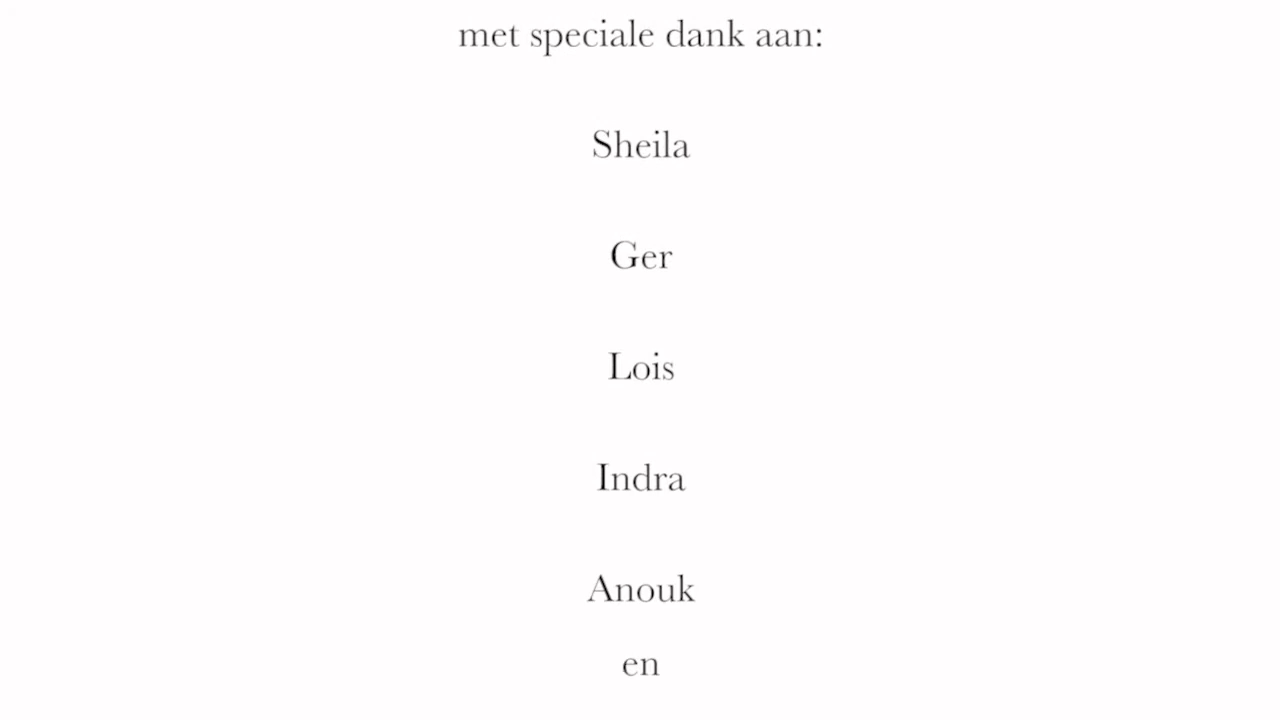 met speciale dank aan:
Sheila
Ger
Lois
Indra
Anouk
en